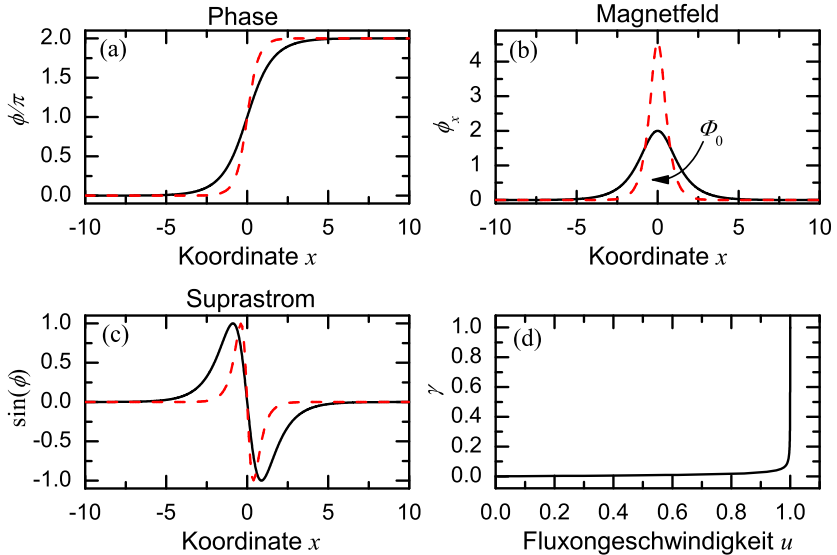 Phase
(a)
2.0
1.5
1.0
0.5
0.0
ϕ/π
-10 -5 0 5 10
Koordinate x
Magnetfeld
(b)
4
3
2
1
0
ϕx
Φ0
-10 -5 0 5 10
Koordinate x
Suprastrom
(c)
1.0
0.5
0.0
-0.5
-1.0
sin(ϕ)
-10 -5 0 5 10
Koordinate x
(d)
1.0
0.8
0.6
0.4
0.2
0.0
γ
0.0 0.2 0.4 0.6 0.8 1.0
Fluxongeschwindigkeit u